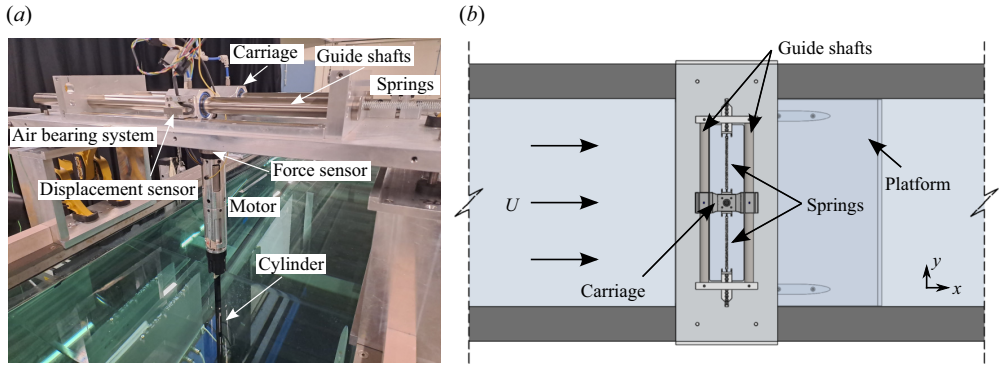 (a)
Carriage
Guide shafts
Springs
Air bearing system
Force sensor
Displacement sensor
Motor
Cylinder
(b)
Guide shafts
Platform
U
Springs
Carriage
y
x